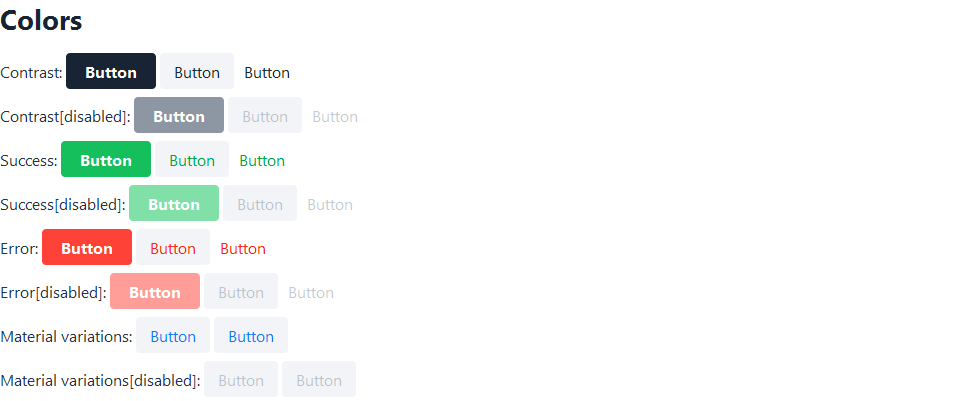 Colors
Contrast: Button Button Button
Contrast[disabled]: Button Button Button
Success: Button Button Button
Success[disabled]: Button Button Button
Error: Button Button Button
Error[disabled]: Button Button Button
Material variations: Button Button
Material variations[disabled]: Button Button